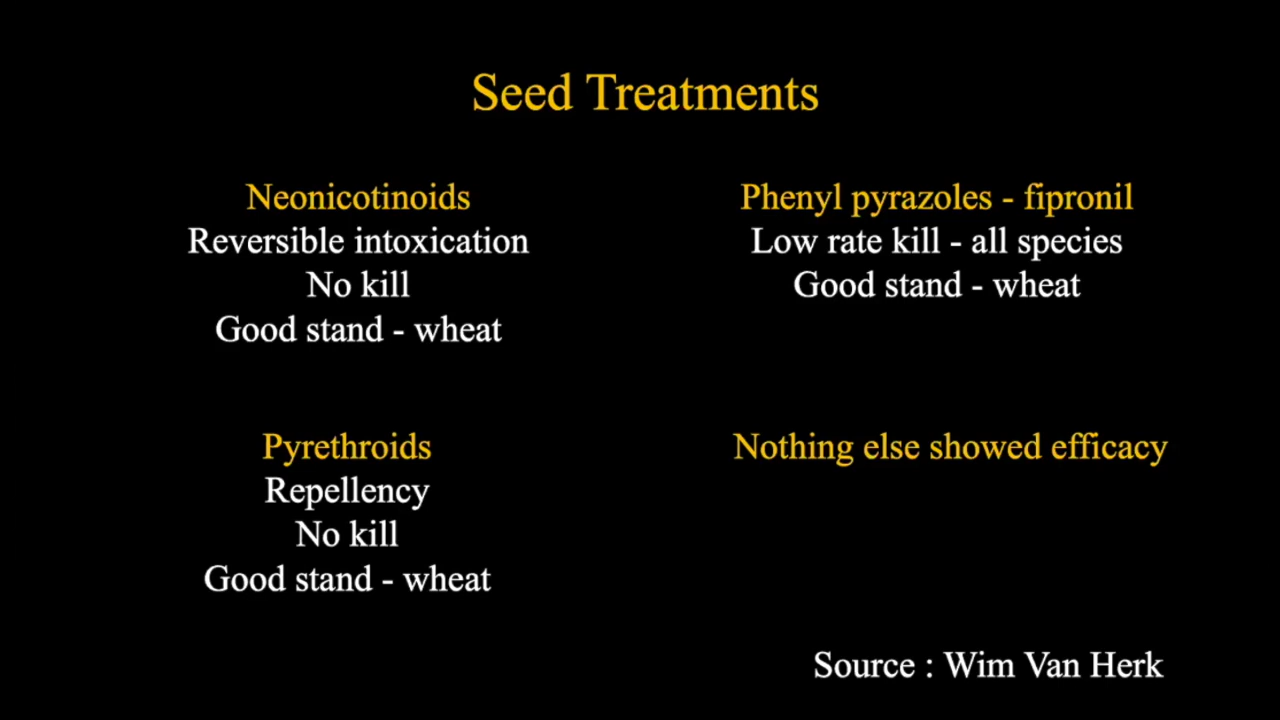 Seed Treatments
Neonicotinoids
Reversible intoxication
No kill
Good stand - wheat
Phenyl pyrazoles - fipronil
Low rate kill - all species
Good stand - wheat
Pyrethroids
Repellency
No kill
Good stand - wheat
Nothing else showed efficacy
Source : Wim Van Herk